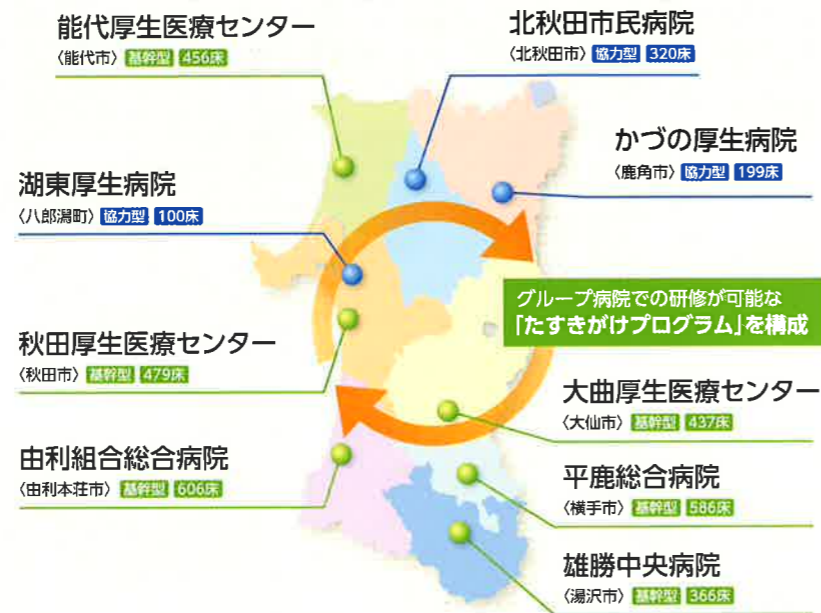 能代厚生医療センター
〈能代市〉 基幹型 456床
北秋田市民病院
〈北秋田市〉 協力型 320床
かづの厚生病院
〈鹿角市〉 協力型 199床
湖東厚生病院
〈八郎潟町〉 協力型 100床
グループ病院での研修が可能な
「たすきがけプログラム」を構成
秋田厚生医療センター
〈秋田市〉 基幹型 479床
大曲厚生医療センター
〈大仙市〉 基幹型 437床
由利組合総合病院
〈由利本荘市〉 基幹型 606床
平鹿総合病院
〈横手市〉 基幹型 586床
雄勝中央病院
〈湯沢市〉 基幹型 366床